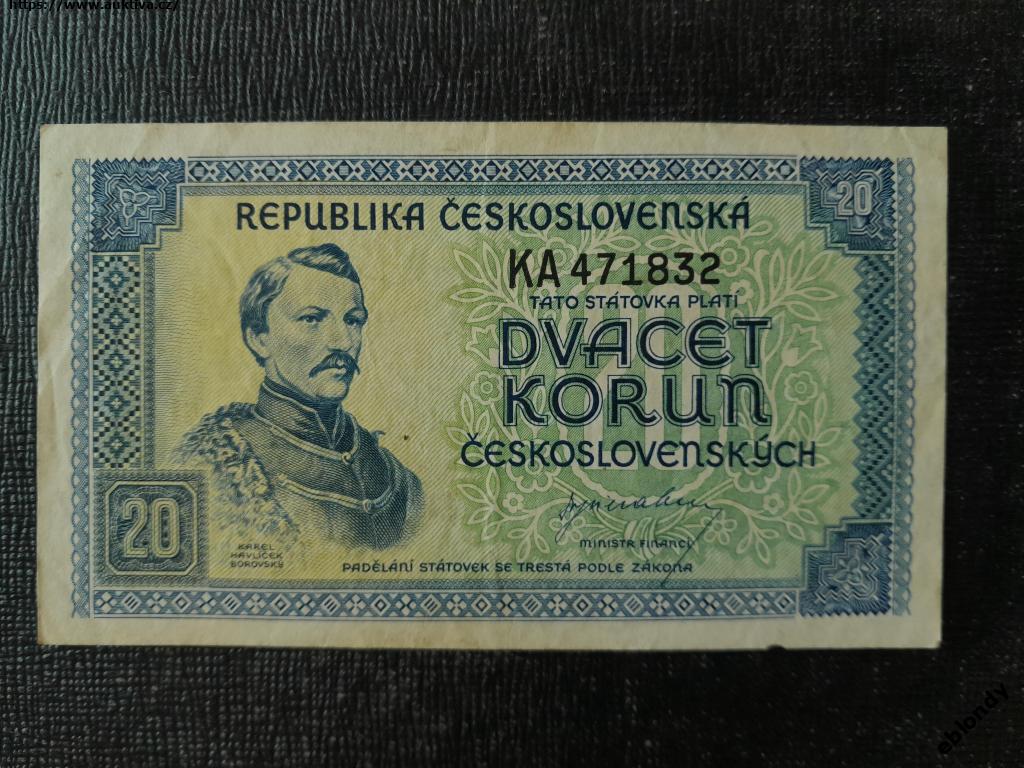 https://www.auktiva.cz/
20
REPUBLIKA ČESKOSLOVENSKÁ
KA 471832
TATO STÁTOVKA PLATÍ
DVACET
KORUN
ČESKOSLOVENSKÝCH
MINISTR FINANCÍ
20
KAREL
HAVLÍČEK
BOROVSKÝ
PADĚLÁNÍ STÁTOVEK SE TRESTÁ PODLE ZÁKONA
eblondy